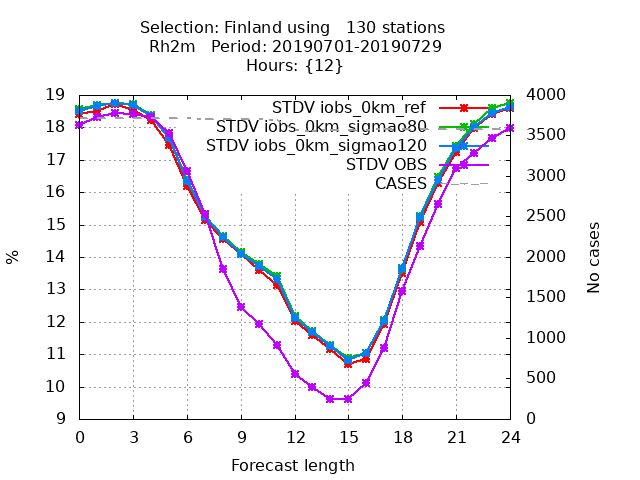 Selection: Finland using   130 stations
Rh2m   Period: 20190701-20190729
Hours: {12}
19
18
17
16
15
14
13
12
11
10
9
%
4000
3500
3000
2500
2000
1500
1000
500
0
No cases
STDV iobs_0km_ref
STDV iobs_0km_sigmao80
STDV iobs_0km_sigmao120
STDV OBS
CASES
0 3 6 9 12 15 18 21 24
Forecast length